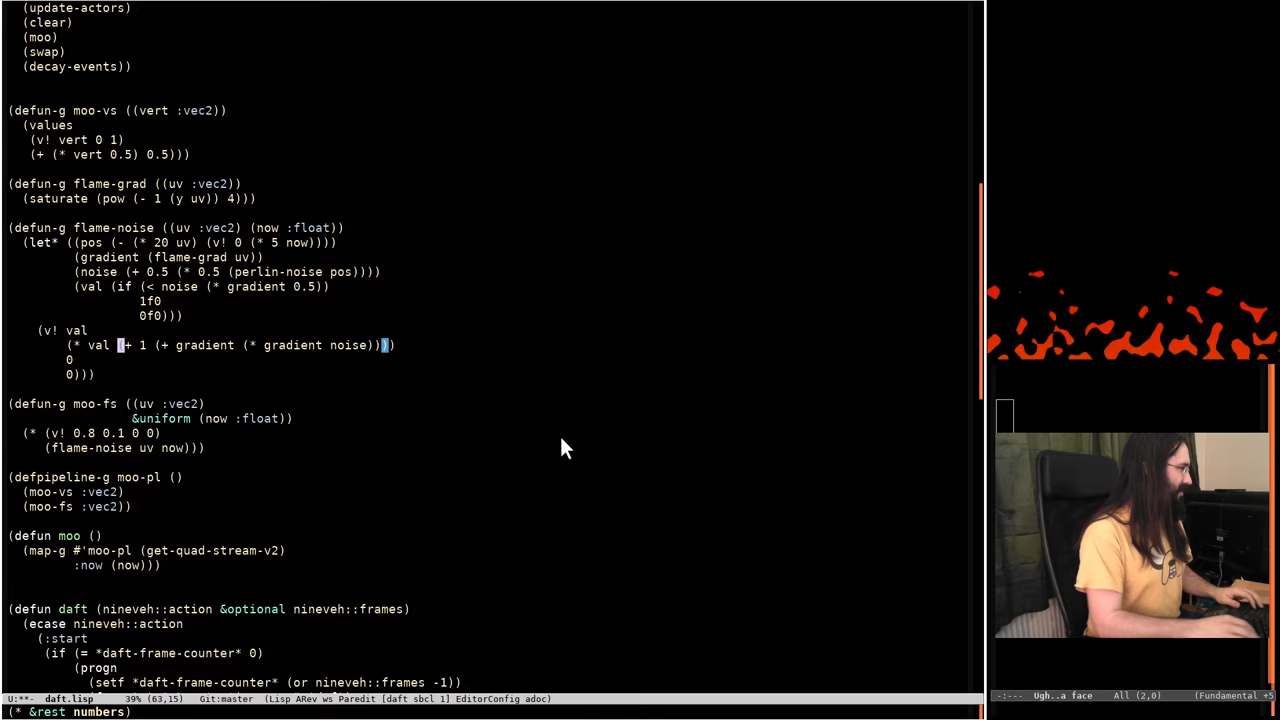 (update-actors)
(clear)
(moo)
(swap)
(decay-events))
(defun-g moo-vs ((vert :vec2))
(values
(v! vert 0 1)
(+ (* vert 0.5) 0.5)))
(defun-g flame-grad ((uv :vec2))
(saturate (pow (- 1 (y uv)) 4)))
(defun-g flame-noise ((uv :vec2) (now :float))
(let* ((pos (- (* 20 uv) (v! 0 (* 5 now))))
(gradient (flame-grad uv))
(noise (+ 0.5 (* 0.5 (perlin-noise pos))))
(val (if (< noise (* gradient 0.5))
1f0
0f0)))
(v! val
(* val (+ 1 (+ gradient (* gradient noise))))
0
0)))
(defun-g moo-fs ((uv :vec2)
&uniform (now :float))
(* (v! 0.8 0.1 0 0)
(flame-noise uv now)))
(defpipeline-g moo-pl ()
(moo-vs :vec2)
(moo-fs :vec2))
(defun moo ()
(map-g #'moo-pl (get-quad-stream-v2)
:now (now)))
(defun daft (nineveh::action &optional nineveh::frames)
(ecase nineveh::action
(:start
(if (= *daft-frame-counter* 0)
(progn
(setf *daft-frame-counter* (or nineveh::frames -1))
U:**- daft.lisp 39% (63,15) Git:master (Lisp ARev ws Paredit [daft sbcl 1] EditorConfig adoc)
(* &rest numbers)
-:--- Ugh..a face All (2,0) (Fundamental +5